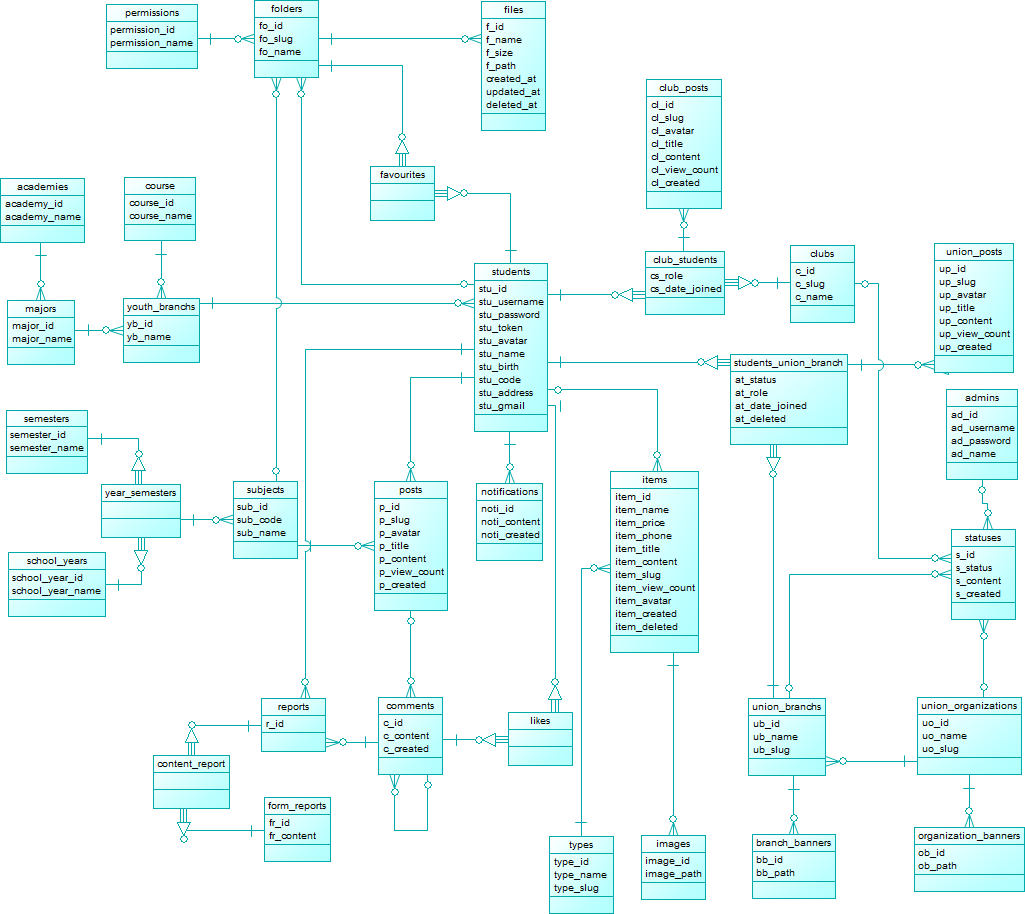 permissions
permission_id
permission_name
folders
fo_id
fo_slug
fo_name
files
f_id
f_name
f_size
f_path
created_at
updated_at
deleted_at
club_posts
cl_id
cl_slug
cl_avatar
cl_title
cl_content
cl_view_count
cl_created
favourites
academies
academy_id
academy_name
course
course_id
course_name
students
stu_id
stu_username
stu_password
stu_token
stu_avatar
stu_name
stu_birth
stu_code
stu_address
stu_gmail
club_students
cs_role
cs_date_joined
clubs
c_id
c_slug
c_name
union_posts
up_id
up_slug
up_avatar
up_title
up_content
up_view_count
up_created
majors
major_id
major_name
youth_branchs
yb_id
yb_name
students_union_branch
at_status
at_role
at_date_joined
at_deleted
admins
ad_id
ad_username
ad_password
ad_name
semesters
semester_id
semester_name
year_semesters
subjects
sub_id
sub_code
sub_name
posts
p_id
p_slug
p_avatar
p_title
p_content
p_view_count
p_created
notifications
noti_id
noti_content
noti_created
items
item_id
item_name
item_price
item_phone
item_title
item_content
item_slug
item_view_count
item_avatar
item_created
item_deleted
statuses
s_id
s_status
s_content
s_created
school_years
school_year_id
school_year_name
reports
r_id
comments
c_id
c_content
c_created
likes
union_branchs
ub_id
ub_name
ub_slug
union_organizations
uo_id
uo_name
uo_slug
content_report
form_reports
fr_id
fr_content
types
type_id
type_name
type_slug
images
image_id
image_path
branch_banners
bb_id
bb_path
organization_banners
ob_id
ob_path